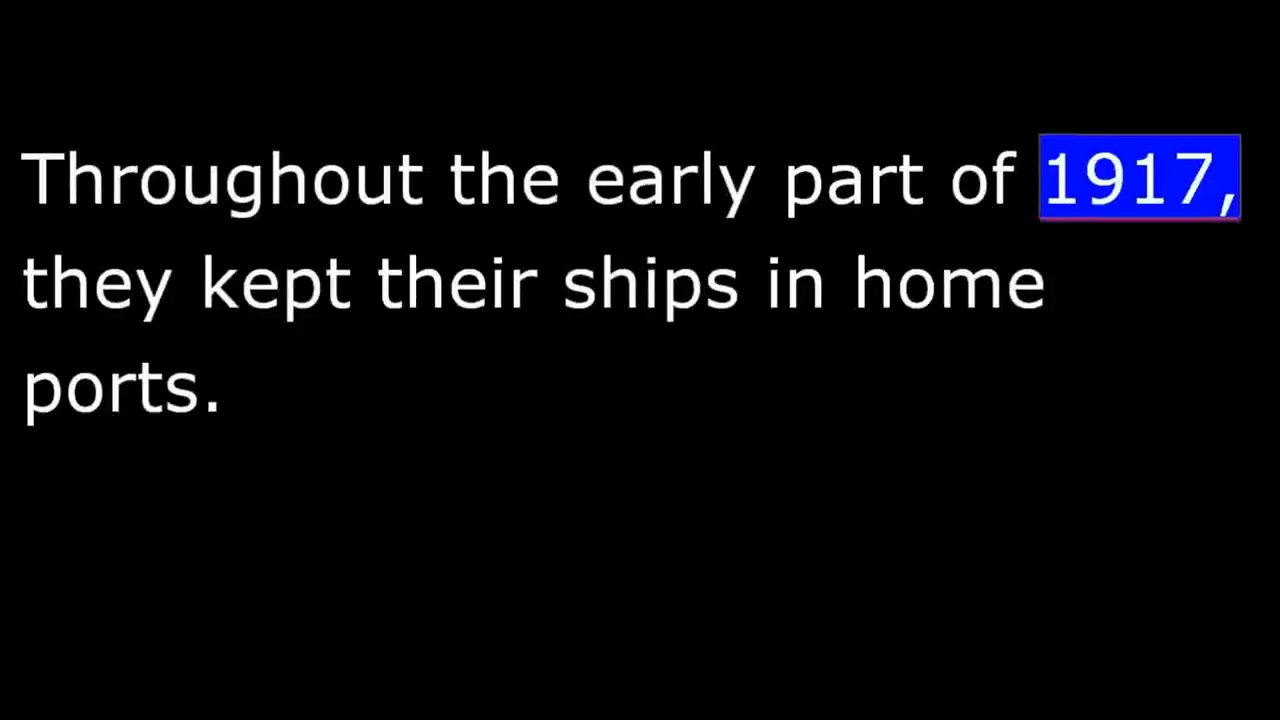 Throughout the early part of 1917,
they kept their ships in home
ports.